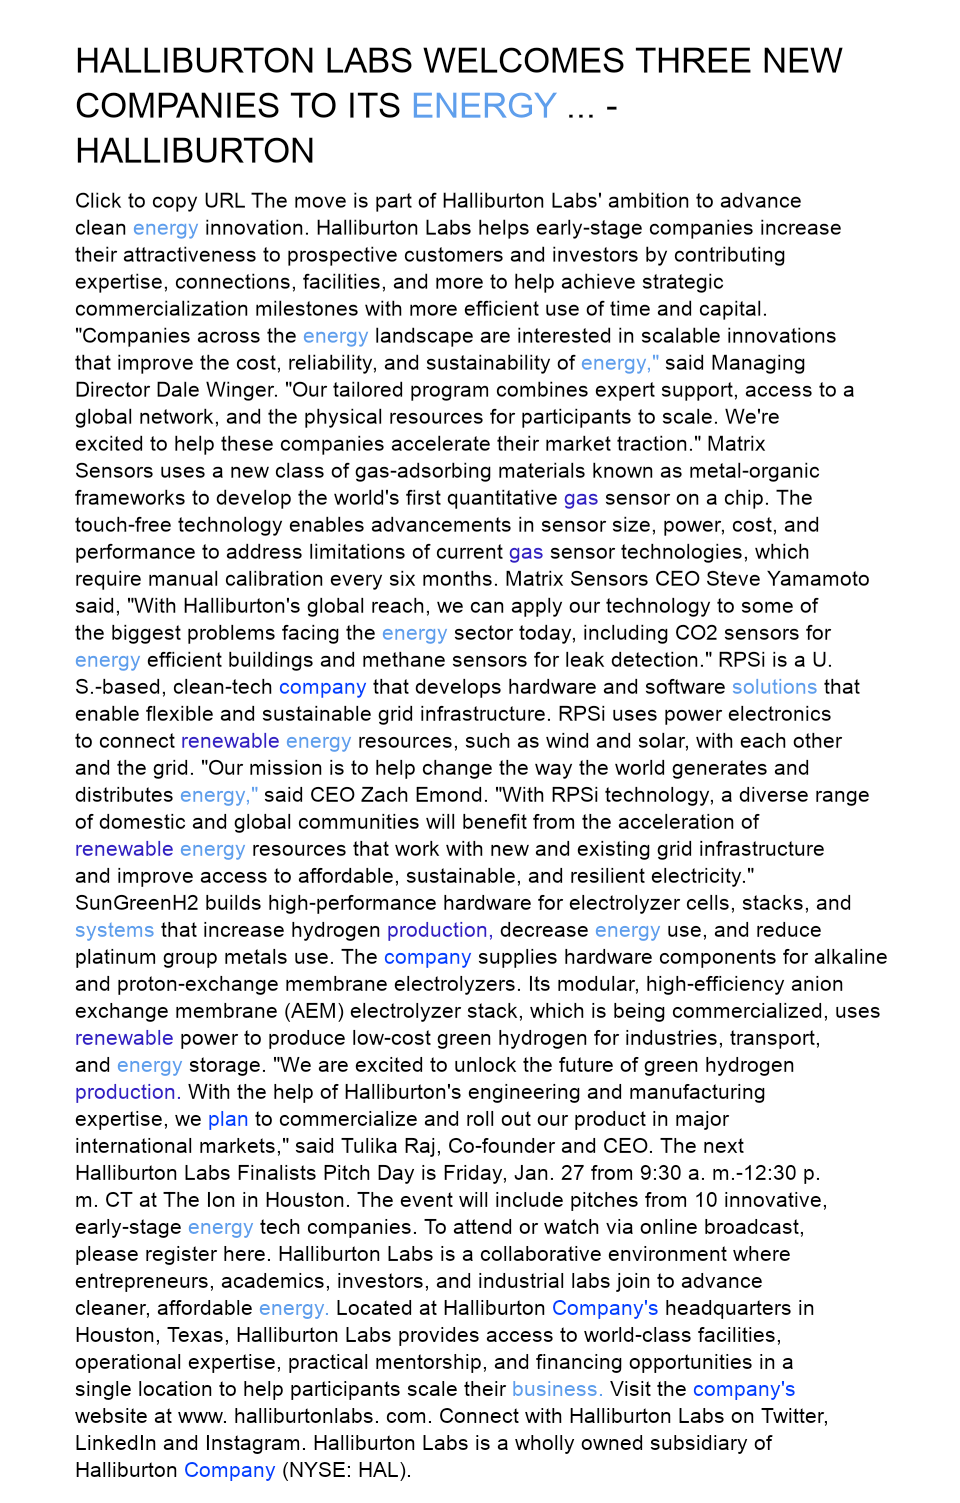 HALLIBURTON LABS WELCOMES THREE NEW
COMPANIES TO ITS ENERGY ... -
HALLIBURTON
Click to copy URL The move is part of Halliburton Labs' ambition to advance
clean energy innovation. Halliburton Labs helps early-stage companies increase
their attractiveness to prospective customers and investors by contributing
expertise, connections, facilities, and more to help achieve strategic
commercialization milestones with more efficient use of time and capital.
"Companies across the energy landscape are interested in scalable innovations
that improve the cost, reliability, and sustainability of energy," said Managing
Director Dale Winger. "Our tailored program combines expert support, access to a
global network, and the physical resources for participants to scale. We're
excited to help these companies accelerate their market traction." Matrix
Sensors uses a new class of gas-adsorbing materials known as metal-organic
frameworks to develop the world's first quantitative gas sensor on a chip. The
touch-free technology enables advancements in sensor size, power, cost, and
performance to address limitations of current gas sensor technologies, which
require manual calibration every six months. Matrix Sensors CEO Steve Yamamoto
said, "With Halliburton's global reach, we can apply our technology to some of
the biggest problems facing the energy sector today, including CO2 sensors for
energy efficient buildings and methane sensors for leak detection." RPSi is a U.
S.-based, clean-tech company that develops hardware and software solutions that
enable flexible and sustainable grid infrastructure. RPSi uses power electronics
to connect renewable energy resources, such as wind and solar, with each other
and the grid. "Our mission is to help change the way the world generates and
distributes energy," said CEO Zach Emond. "With RPSi technology, a diverse range
of domestic and global communities will benefit from the acceleration of
renewable energy resources that work with new and existing grid infrastructure
and improve access to affordable, sustainable, and resilient electricity."
SunGreenH2 builds high-performance hardware for electrolyzer cells, stacks, and
systems that increase hydrogen production, decrease energy use, and reduce
platinum group metals use. The company supplies hardware components for alkaline
and proton-exchange membrane electrolyzers. Its modular, high-efficiency anion
exchange membrane (AEM) electrolyzer stack, which is being commercialized, uses
renewable power to produce low-cost green hydrogen for industries, transport,
and energy storage. "We are excited to unlock the future of green hydrogen
production. With the help of Halliburton's engineering and manufacturing
expertise, we plan to commercialize and roll out our product in major
international markets," said Tulika Raj, Co-founder and CEO. The next
Halliburton Labs Finalists Pitch Day is Friday, Jan. 27 from 9:30 a. m.-12:30 p.
m. CT at The Ion in Houston. The event will include pitches from 10 innovative,
early-stage energy tech companies. To attend or watch via online broadcast,
please register here. Halliburton Labs is a collaborative environment where
entrepreneurs, academics, investors, and industrial labs join to advance
cleaner, affordable energy. Located at Halliburton Company's headquarters in
Houston, Texas, Halliburton Labs provides access to world-class facilities,
operational expertise, practical mentorship, and financing opportunities in a
single location to help participants scale their business. Visit the company's
website at www. halliburtonlabs. com. Connect with Halliburton Labs on Twitter,
LinkedIn and Instagram. Halliburton Labs is a wholly owned subsidiary of
Halliburton Company (NYSE: HAL).